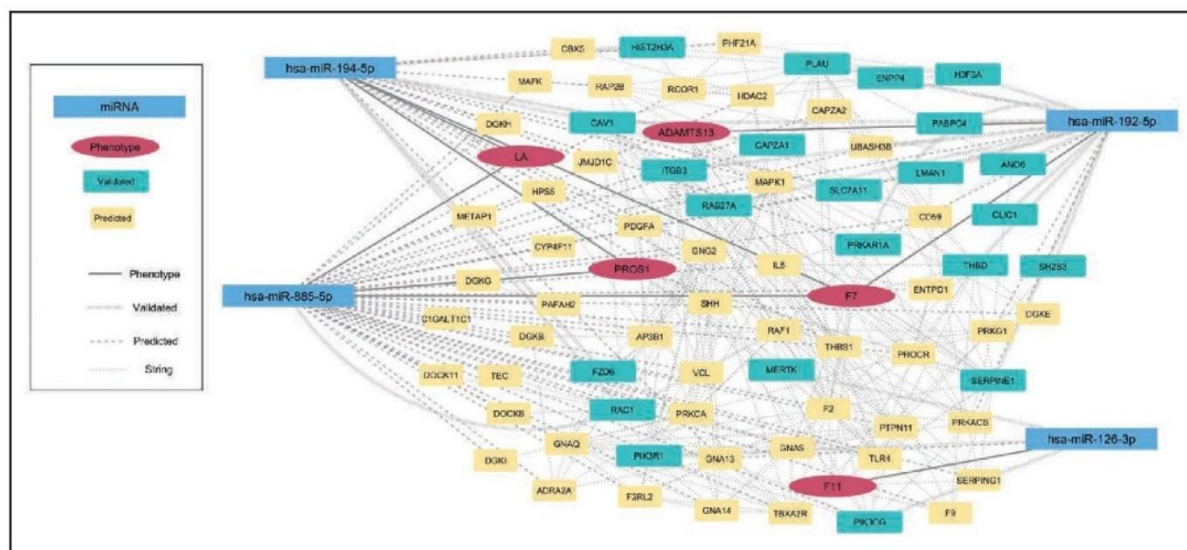 miRNA
Phenotype
Validated
Predicted
Phenotype
Validated
Predicted
String
hsa-miR-194-5p
CBX5
HIST2H3A
PHF21A
PLAU
ENPP4
H3F3A
MAFK
RAP2B
RCOR1
HDAC2
CAPZA2
PABPC4
hsa-miR-192-5p
DGKH
CAV1
ADAMTS13
CAPZA1
UBASH3B
LA
JMJD1C
ITGB3
MAPK1
SLC7A11
LMAN1
ANO6
HPS5
RAB27A
METAP1
PDGFA
CD59
CLIC1
CYP4F11
GNG2
PRKAR1A
PROS1
IL6
THBD
SH2B3
DGKG
hsa-miR-885-5p
PAFAH2
SHH
F7
ENTPD1
DGKE
C1GALT1C1
DGKB
AP3B1
RAF1
THBS1
PROCR
PRKG1
DOCK11
TEC
FZD6
VCL
MERTK
SERPINE1
DOCK8
RAC1
PRKCA
F2
PTPN11
PRKACB
hsa-miR-126-3p
GNAQ
GNAS
DGKI
PIK3R1
GNA13
TLR4
ADRA2A
F2RL2
F11
SERPINC1
GNA14
TBXA2R
PIK3CG
F9